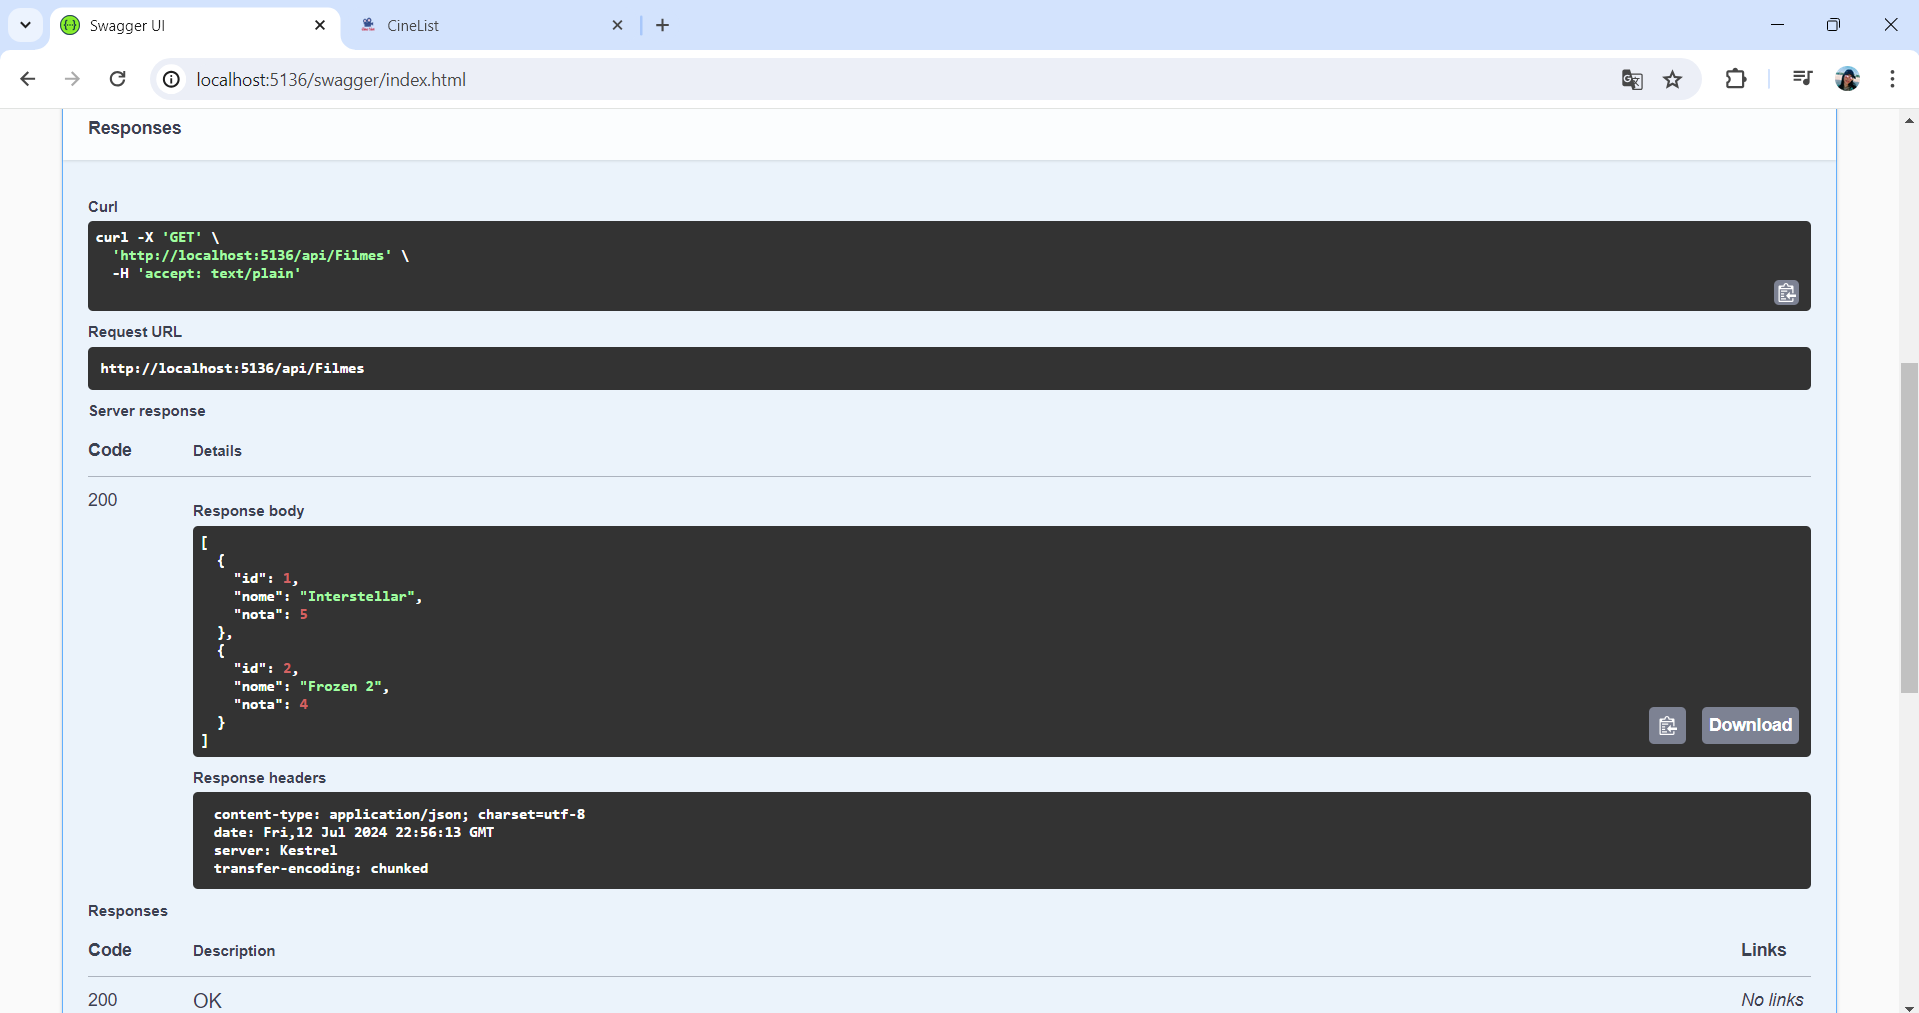 Swagger UI
CineList
localhost:5136/swagger/index.html
Responses
Curl
curl -X 'GET' \
'http://localhost:5136/api/Filmes' \
-H 'accept: text/plain'
Request URL
http://localhost:5136/api/Filmes
Server response
Code Details
200
Response body
[
{
"id": 1,
"nome": "Interstellar",
"nota": 5
},
{
"id": 2,
"nome": "Frozen 2",
"nota": 4
}
]
Download
Response headers
content-type: application/json; charset=utf-8
date: Fri,12 Jul 2024 22:56:13 GMT
server: Kestrel
transfer-encoding: chunked
Responses
Code Description Links
200 OK No links